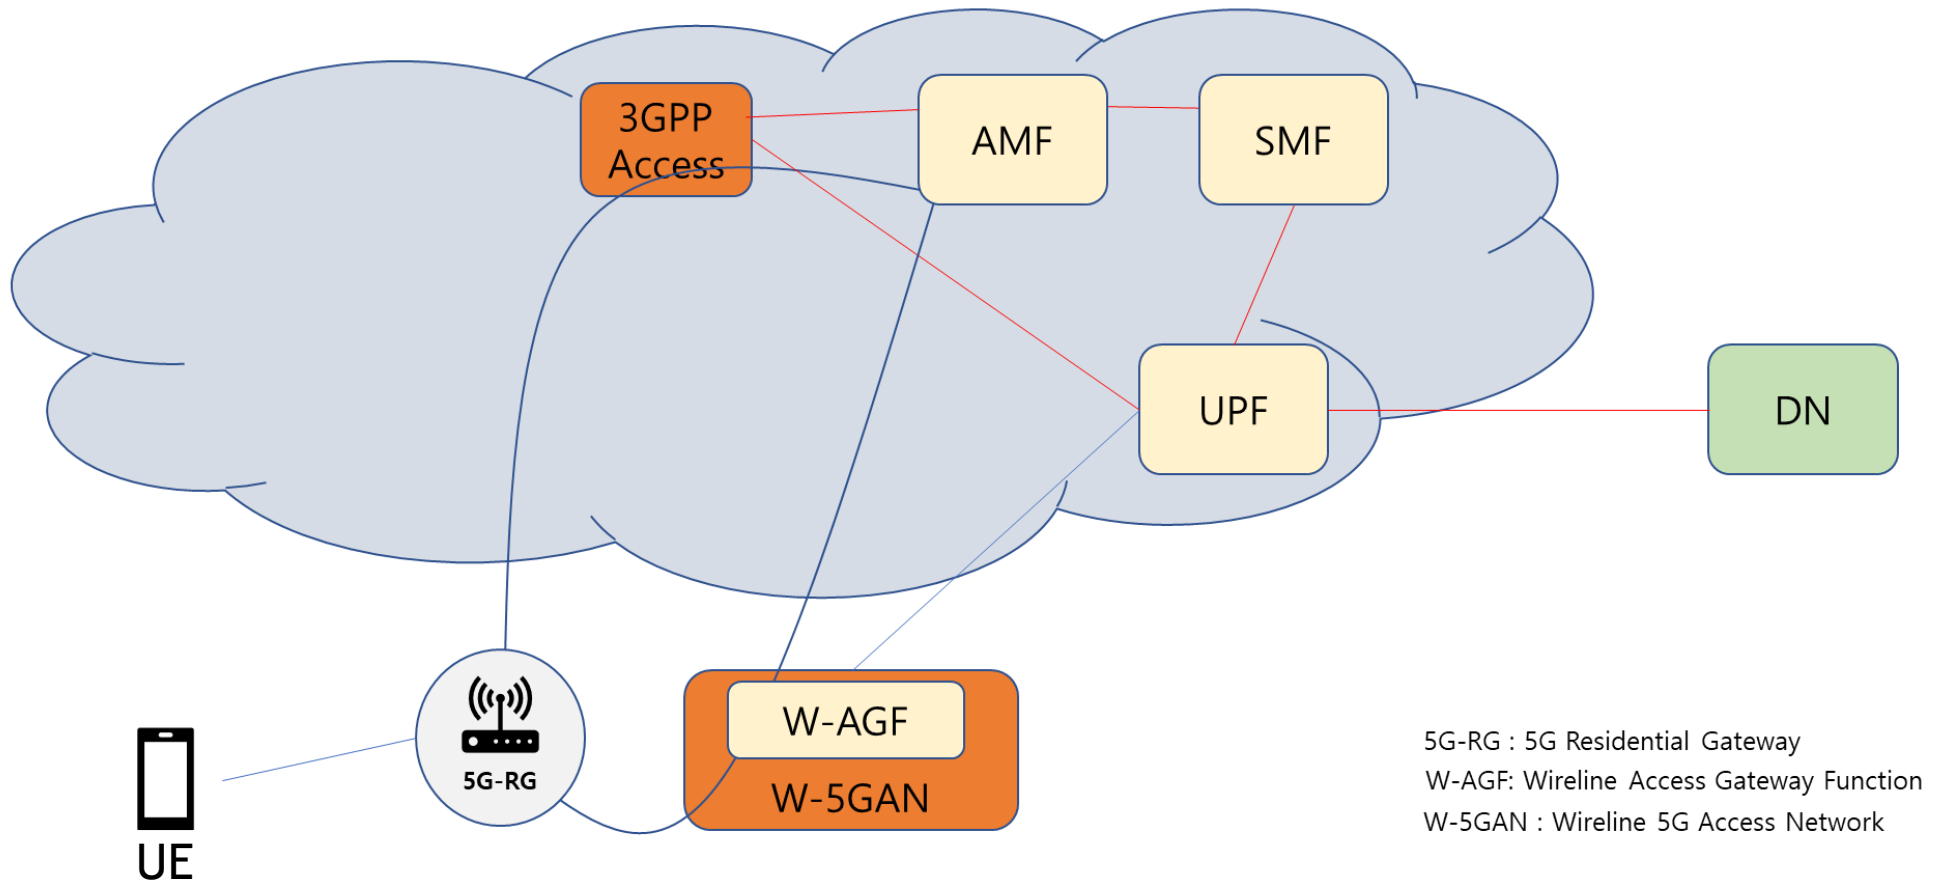 3GPP
Access
AMF
SMF
UPF
DN
W-AGF
W-5GAN
5G-RG
UE
5G-RG : 5G Residential Gateway
W-AGF: Wireline Access Gateway Function
W-5GAN : Wireline 5G Access Network